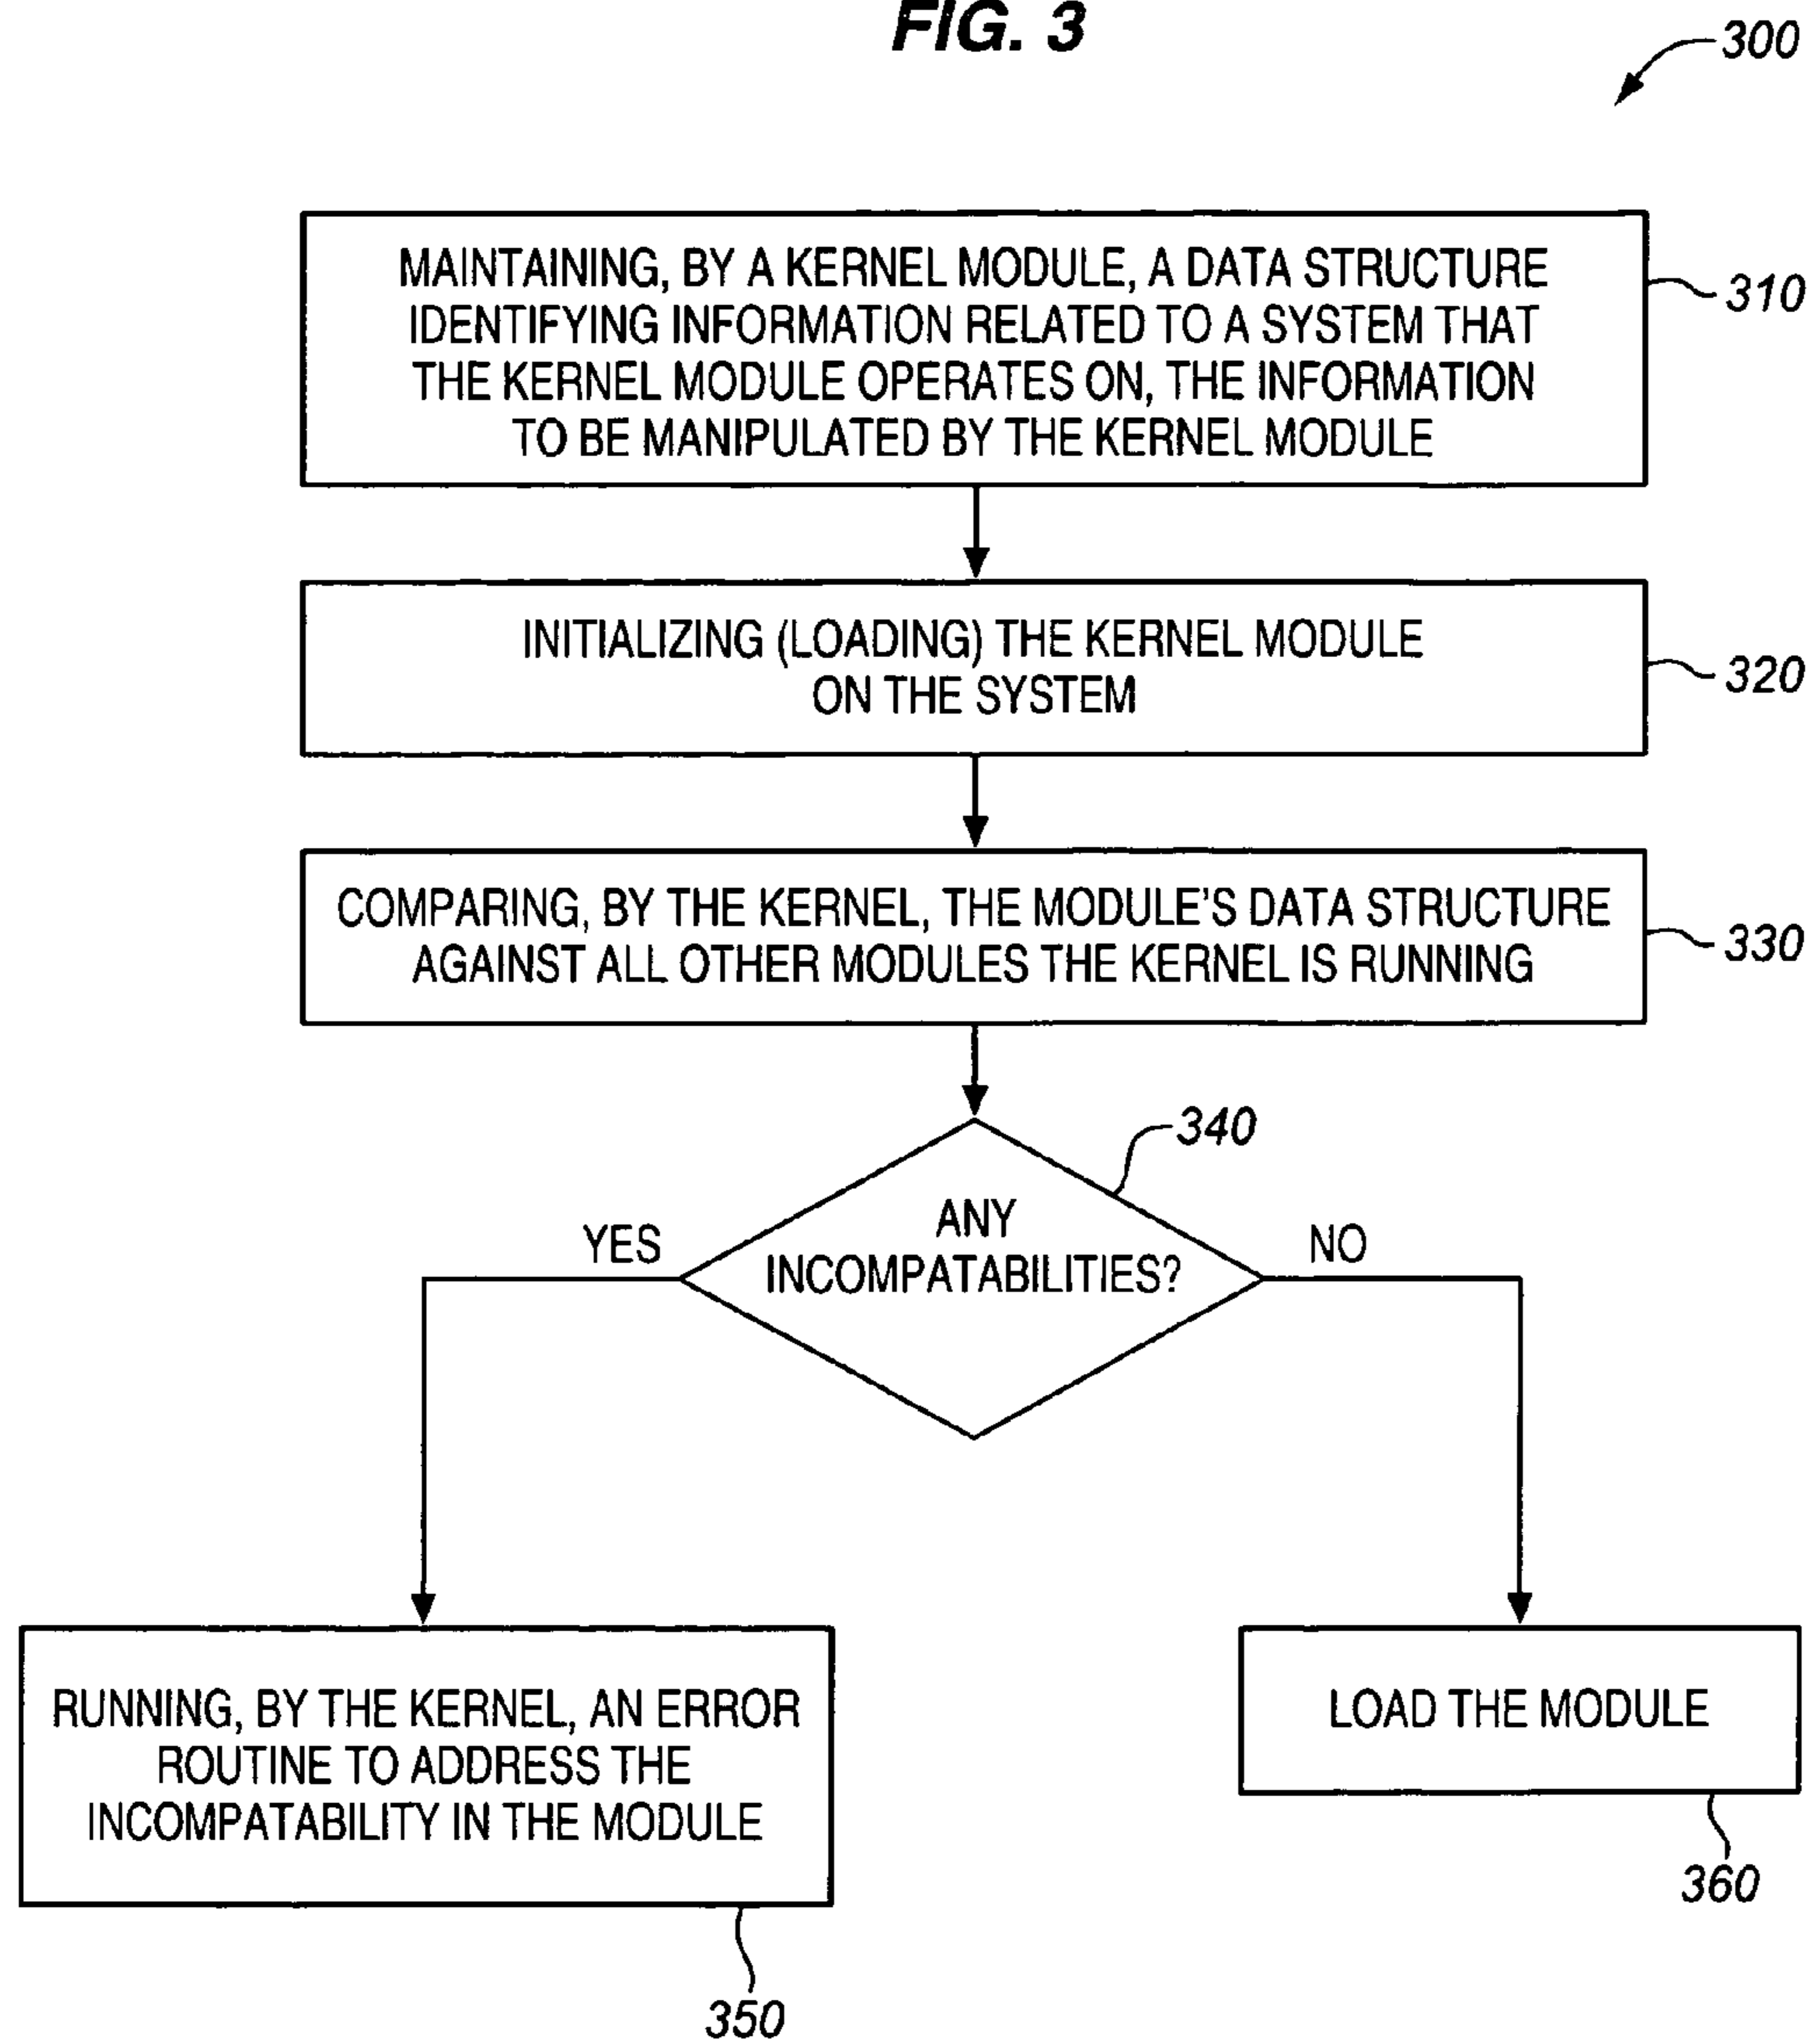 FIG. 3
300
MAINTAINING, BY A KERNEL MODULE, A DATA STRUCTURE
IDENTIFYING INFORMATION RELATED TO A SYSTEM THAT
THE KERNEL MODULE OPERATES ON, THE INFORMATION
TO BE MANIPULATED BY THE KERNEL MODULE
310
INITIALIZING (LOADING) THE KERNEL MODULE
ON THE SYSTEM
320
COMPARING, BY THE KERNEL, THE MODULE'S DATA STRUCTURE
AGAINST ALL OTHER MODULES THE KERNEL IS RUNNING
330
340
ANY
INCOMPATABILITIES?
YES
NO
RUNNING, BY THE KERNEL, AN ERROR
ROUTINE TO ADDRESS THE
INCOMPATABILITY IN THE MODULE
350
LOAD THE MODULE
360